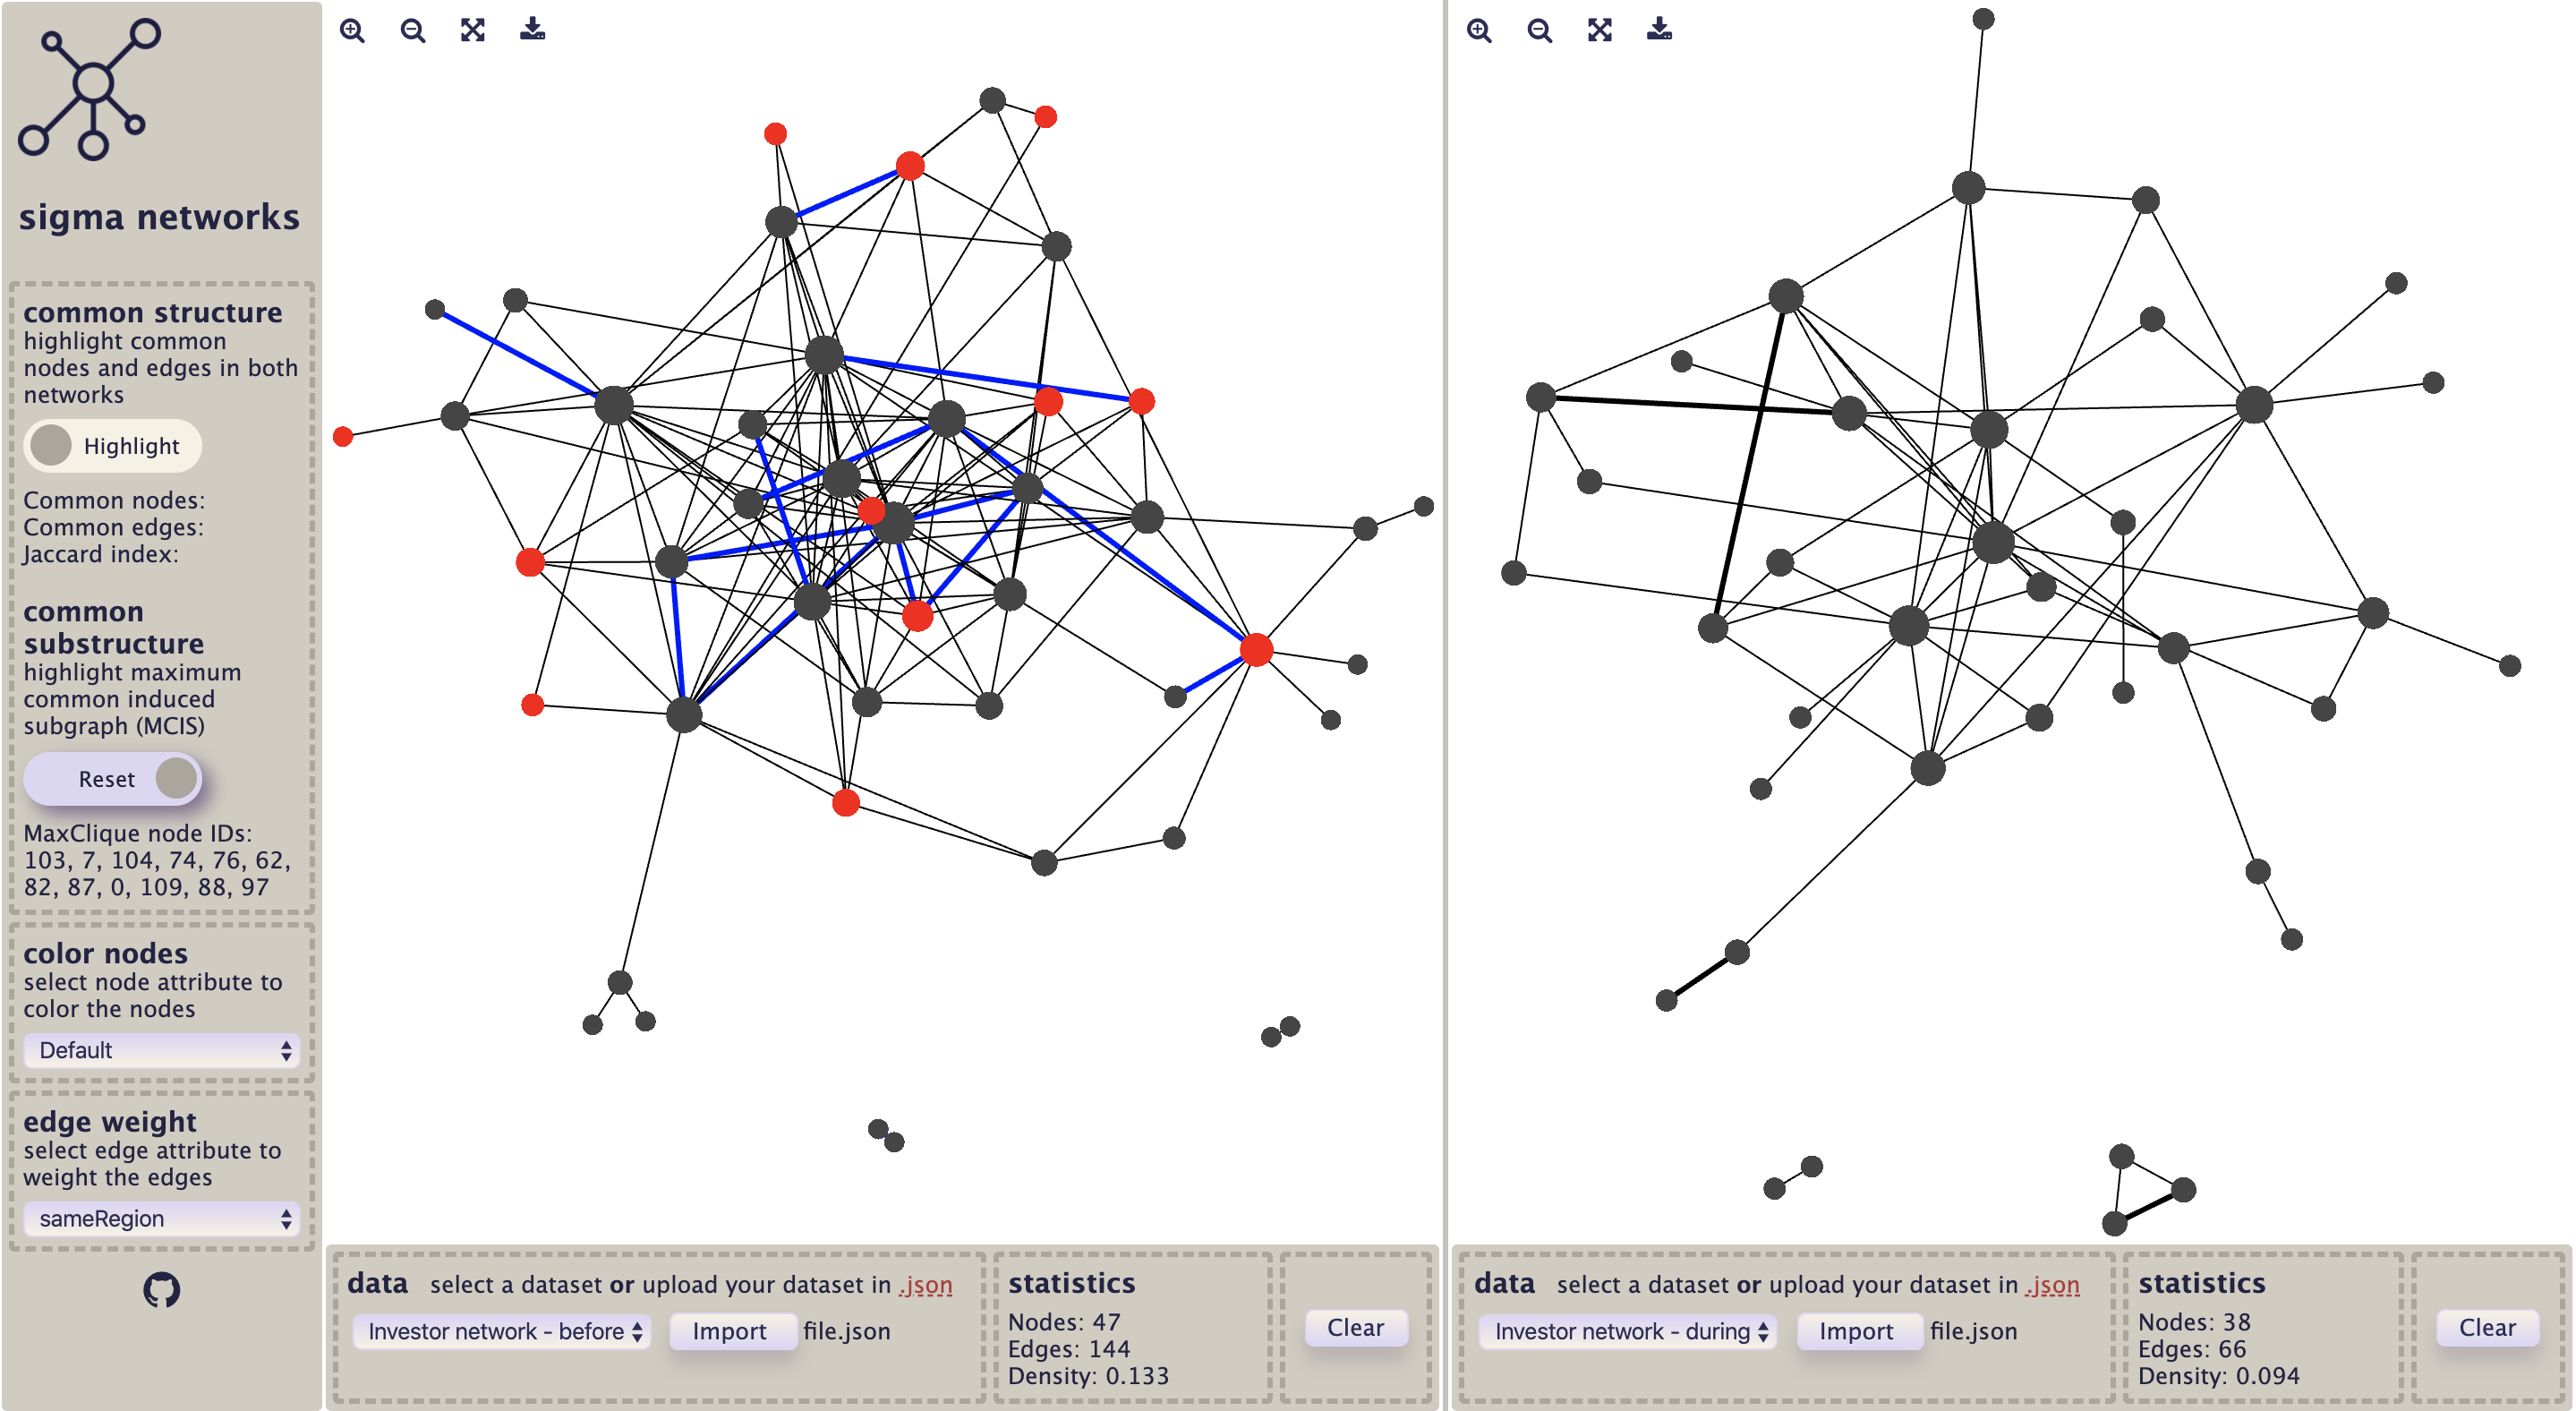 sigma networks
common structure
highlight common
nodes and edges in both
networks
Highlight
Common nodes:
Common edges:
Jaccard index:
common
substructure
highlight maximum
common induced
subgraph (MCIS)
Reset
MaxClique node IDs:
103, 7, 104, 74, 76, 62,
82, 87, 0, 109, 88, 97
color nodes
select node attribute to
color the nodes
Default
edge weight
select edge attribute to
weight the edges
sameRegion
data select a dataset or upload your dataset in .json
Investor network - before Import file.json
statistics
Nodes: 47
Edges: 144
Density: 0.133
Clear
data select a dataset or upload your dataset in .json
Investor network - during Import file.json
statistics
Nodes: 38
Edges: 66
Density: 0.094
Clear